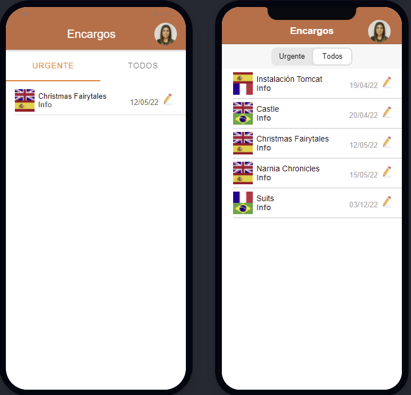 Encargos
URGENTE TODOS
Christmas Fairytales
Info
12/05/22
Encargos
Urgente Todos
Instalación Tomcat
Info
19/04/22
Castle
Info
20/04/22
Christmas Fairytales
Info
12/05/22
Narnia Chronicles
Info
15/05/22
Suits
Info
03/12/22